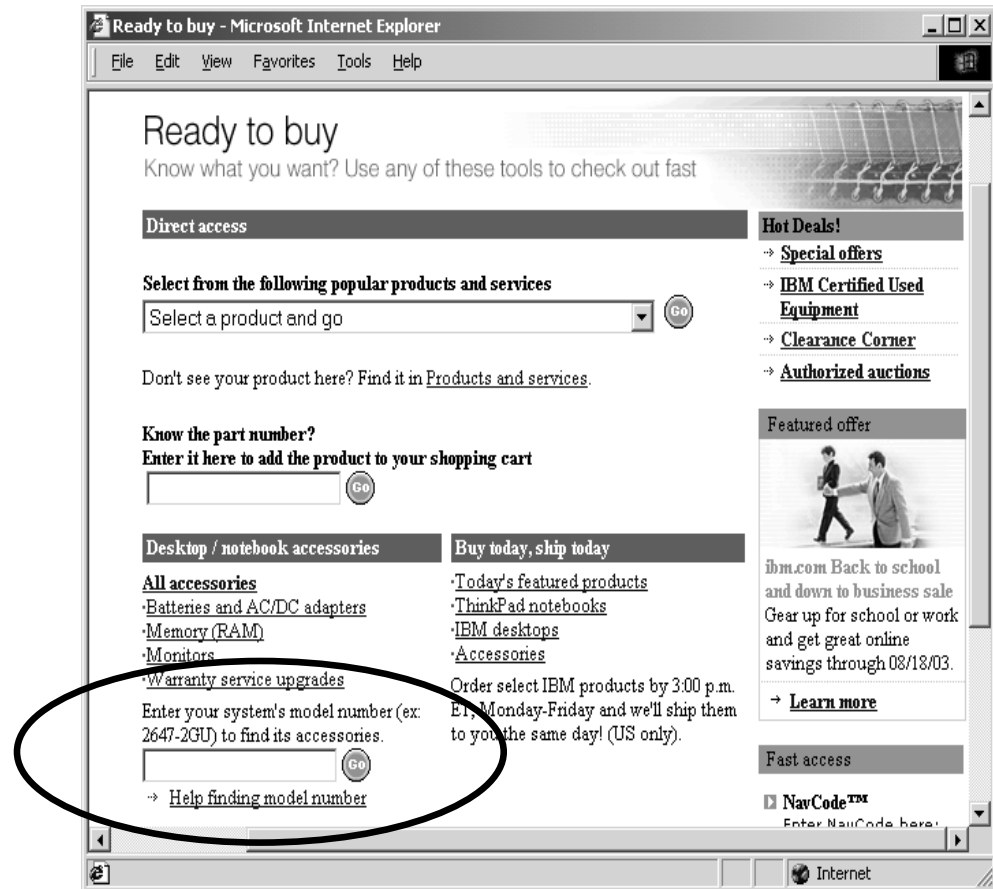 Ready to buy - Microsoft Internet Explorer
File Edit View Favorites Tools Help
Ready to buy
Know what you want? Use any of these tools to check out fast
Direct access
Select from the following popular products and services
Select a product and go
Go
Don't see your product here? Find it in Products and services.
Know the part number?
Enter it here to add the product to your shopping cart
Go
Desktop / notebook accessories
All accessories
·Batteries and AC/DC adapters
·Memory (RAM)
·Monitors
·Warranty service upgrades
Enter your system's model number (ex:
2647-2GU) to find its accessories.
Go
Help finding model number
Buy today, ship today
·Today's featured products
·ThinkPad notebooks
·IBM desktops
·Accessories
Order select IBM products by 3:00 p.m.
ET, Monday-Friday and we'll ship them
to you the same day! (US only).
Hot Deals!
Special offers
IBM Certified Used
Equipment
Clearance Corner
Authorized auctions
Featured offer
ibm.com Back to school
and down to business sale
Gear up for school or work
and get great online
savings through 08/18/03.
Learn more
Fast access
NavCode™
Enter NavCode here:
Internet